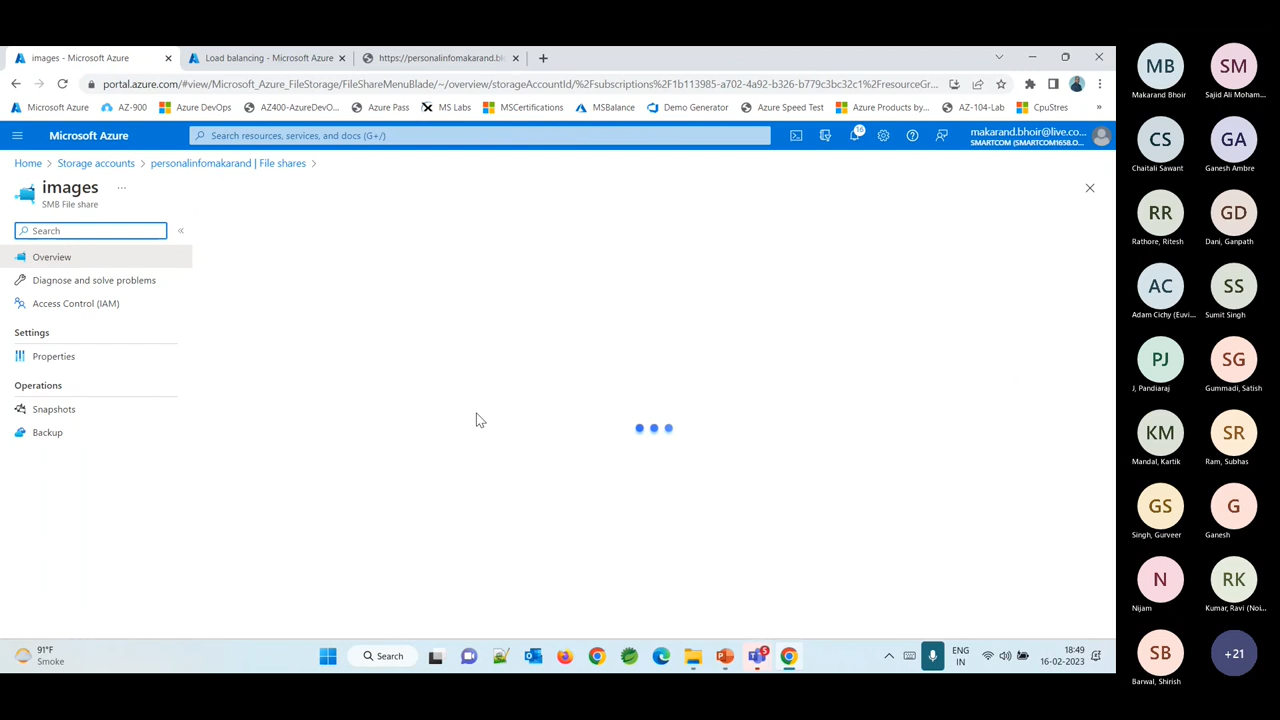 images - Microsoft Azure
Load balancing - Microsoft Azure
https://personalinfomakarand.bl
portal.azure.com/#view/Microsoft_Azure_FileStorage/FileShareMenuBlade/~/overview/storageAccountId/%2Fsubscriptions%2F1b113985-a702-4a92-b326-b779c3bc32c1%2FresourceGr...
Microsoft Azure
AZ-900
Azure DevOps
AZ400-AzureDevO...
Azure Pass
MS Labs
MSCertifications
MSBalance
Demo Generator
Azure Speed Test
Azure Products by...
AZ-104-Lab
CpuStres
»
Microsoft Azure
Search resources, services, and docs (G+/)
16
makarand.bhoir@live.co...
SMARTCOM (SMARTCOM1658.O...
Home > Storage accounts > personalinfomakarand | File shares >
images ...
SMB File share
Search
«
Overview
Diagnose and solve problems
Access Control (IAM)
Settings
Properties
Operations
Snapshots
Backup
91°F
Smoke
Search
5
ENG
IN
18:49
16-02-2023
MB
Makarand Bhoir
SM
Sajid Ali Moham...
CS
Chaitali Sawant
GA
Ganesh Ambre
RR
Rathore, Ritesh
GD
Dani, Ganpath
AC
Adam Cichy (Euvi...
SS
Sumit Singh
PJ
J, Pandiaraj
SG
Gummadi, Satish
KM
Mandal, Kartik
SR
Ram, Subhas
GS
Singh, Gurveer
G
Ganesh
N
Nijam
RK
Kumar, Ravi (Noi...
SB
Barwal, Shirish
+21